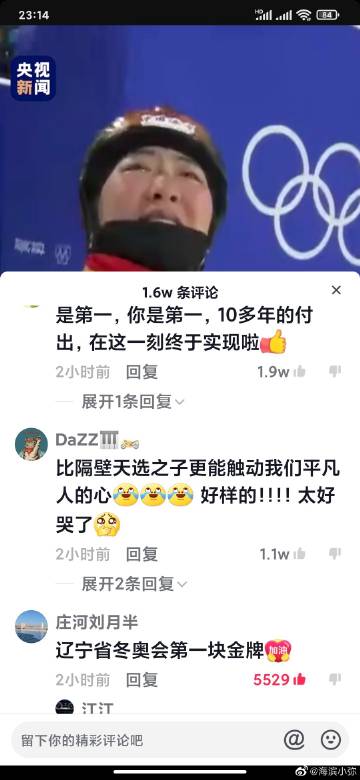 23:14
HD
84
央视
新闻
1.6w 条评论
是第一，你是第一，10多年的付
出，在这一刻终于实现啦
2小时前 回复 1.9w
展开1条回复
DaZZ
比隔壁天选之子更能触动我们平凡
人的心 好样的!!!! 太好
哭了
2小时前 回复 1.1w
展开2条回复
庄河刘月半
辽宁省冬奥会第一块金牌加油
2小时前 回复 5529
江江
留下你的精彩评论吧
@海滨小弥